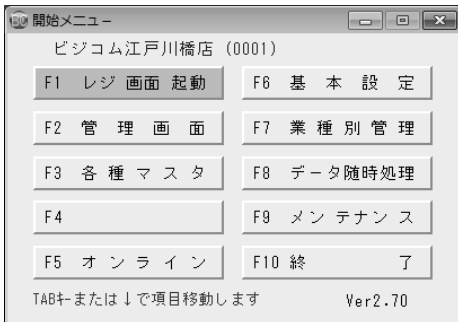 開始メニュー
ビジコム江戸川橋店 (0001)
F1 レジ画面 起動
F2 管理画面
F3 各種マスタ
F4
F5 オンライン
F6 基本設定
F7 業種別管理
F8 データ随時処理
F9 メンテナンス
F10 終了
TABキーまたは↓で項目移動します
Ver2.70